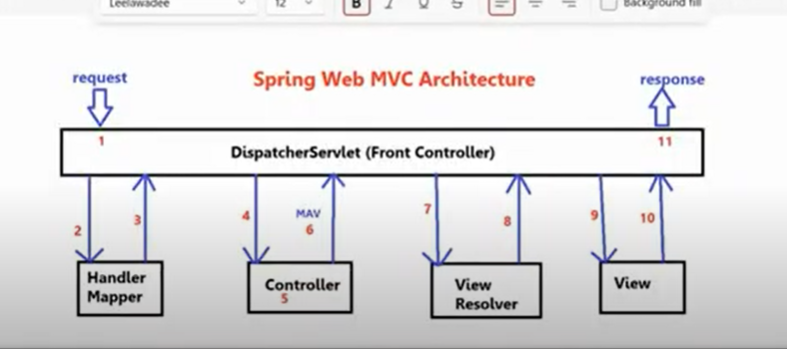 Leelawadee
12
B
Background fill
request
Spring Web MVC Architecture
response
1
11
DispatcherServlet (Front Controller)
2
3
4
MAV
6
7
8
9
10
Handler
Mapper
Controller
5
View
Resolver
View